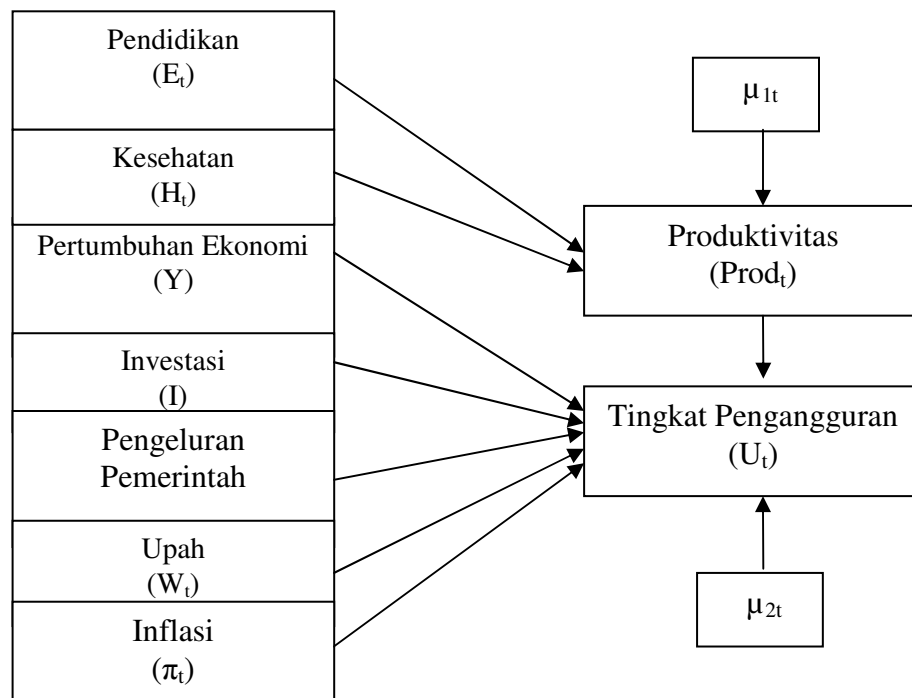 Pendidikan
(Eₜ)
Kesehatan
(Hₜ)
Pertumbuhan Ekonomi
(Y)
Investasi
(I)
Pengeluran
Pemerintah
Upah
(Wₜ)
Inflasi
(πₜ)
μ₁ₜ
Produktivitas
(Prodₜ)
Tingkat Pengangguran
(Uₜ)
μ₂ₜ